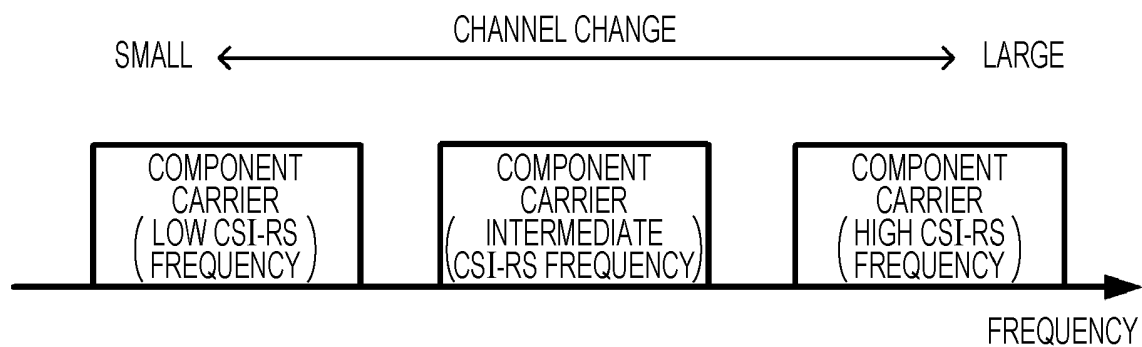 CHANNEL CHANGE
SMALL
LARGE
COMPONENT
CARRIER
(LOW CSI-RS
FREQUENCY)
COMPONENT
CARRIER
(INTERMEDIATE
CSI-RS FREQUENCY)
COMPONENT
CARRIER
(HIGH CSI-RS
FREQUENCY)
FREQUENCY